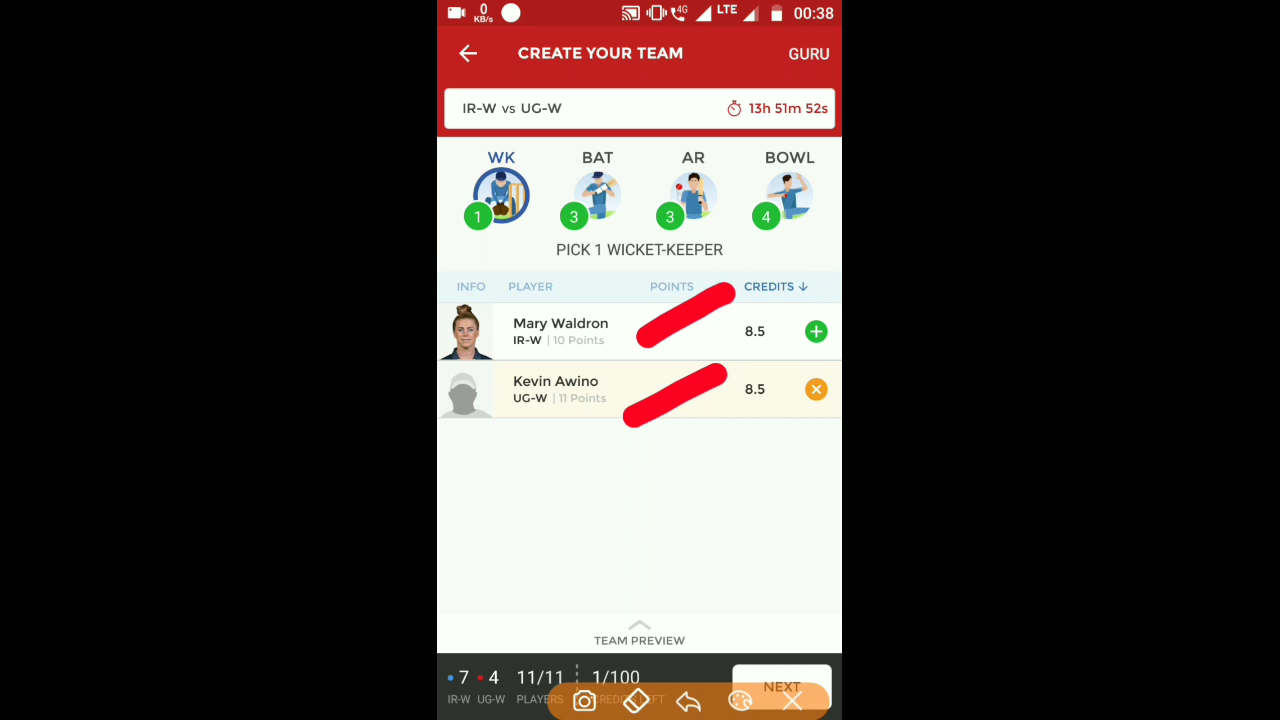 0 KB/s 4G LTE 00:38
CREATE YOUR TEAM GURU
IR-W vs UG-W 13h 51m 52s
WK BAT AR BOWL
1 3 3 4
PICK 1 WICKET-KEEPER
INFO PLAYER POINTS CREDITS
Mary Waldron
IR-W | 10 Points
8.5
Kevin Awino
UG-W | 11 Points
8.5
TEAM PREVIEW
7 4 11/11 1/100
IR-W UG-W PLAYERS CREDITS LEFT
NEXT